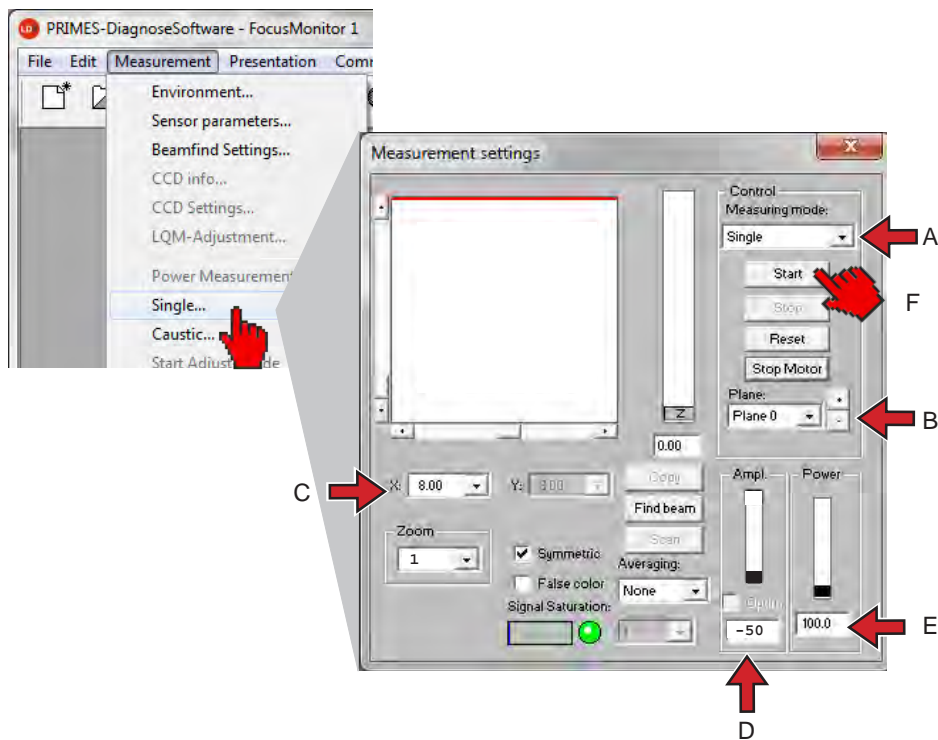 LD PRIMES-DiagnoseSoftware - FocusMonitor 1
File Edit Measurement Presentation
Environment...
Sensor parameters...
Beamfind Settings...
CCD info...
CCD Settings...
LQM-Adjustment...
Power Measurement
Single...
Caustic...
Start
Measurement settings
X
Control
Measuring mode:
Single
A
Start
F
Stop
Reset
Stop Motor
Plane:
Plane 0
+
-
B
Z
0.00
C
X: 8.00
Y:
Copy
Find beam
Scan
Zoom
1
Symmetric
False color
Averaging:
None
Signal Saturation:
Ampl.
-50
D
Power
100.0
E